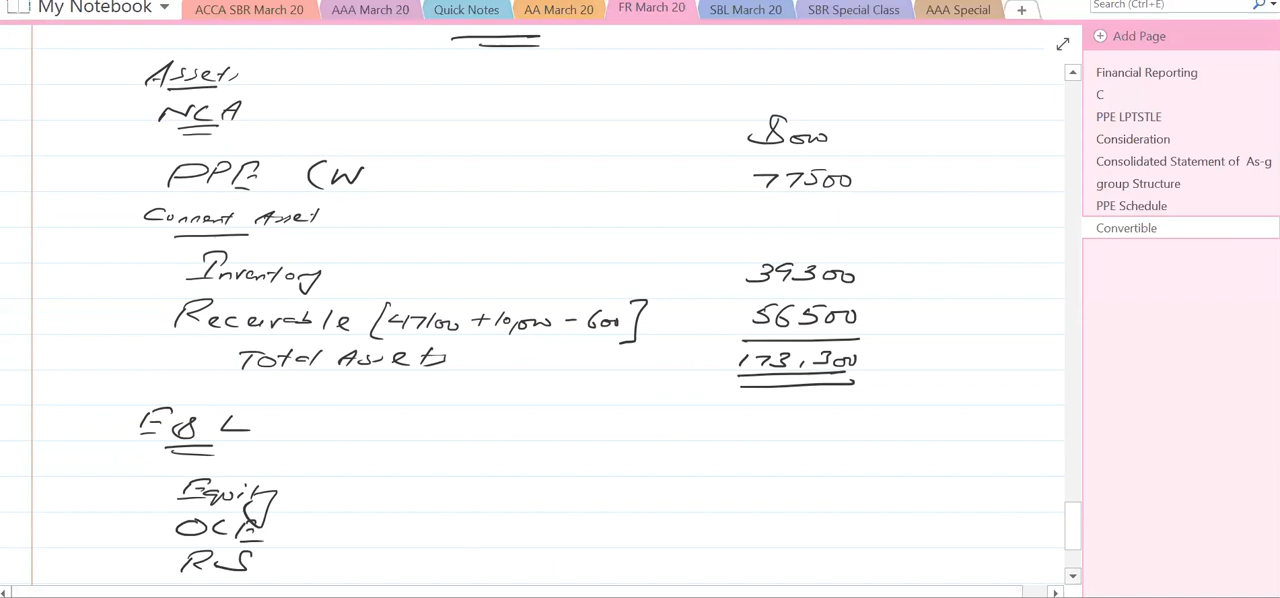 My Notebook
ACCA SBR March 20
AAA March 20
Quick Notes
AA March 20
FR March 20
SBL March 20
SBR Special Class
AAA Special
Search (Ctrl+E)
Add Page
Financial Reporting
C
PPE LPTSTLE
Consideration
Consolidated Statement of As-g
group Structure
PPE Schedule
Convertible
Assets
NCA
$000
PPE (W 77500
Current Asset
Inventory 39300
Receivable [47100 + 10,000 - 600] 56500
Total Assets 173,300
E & L
Equity
OCE